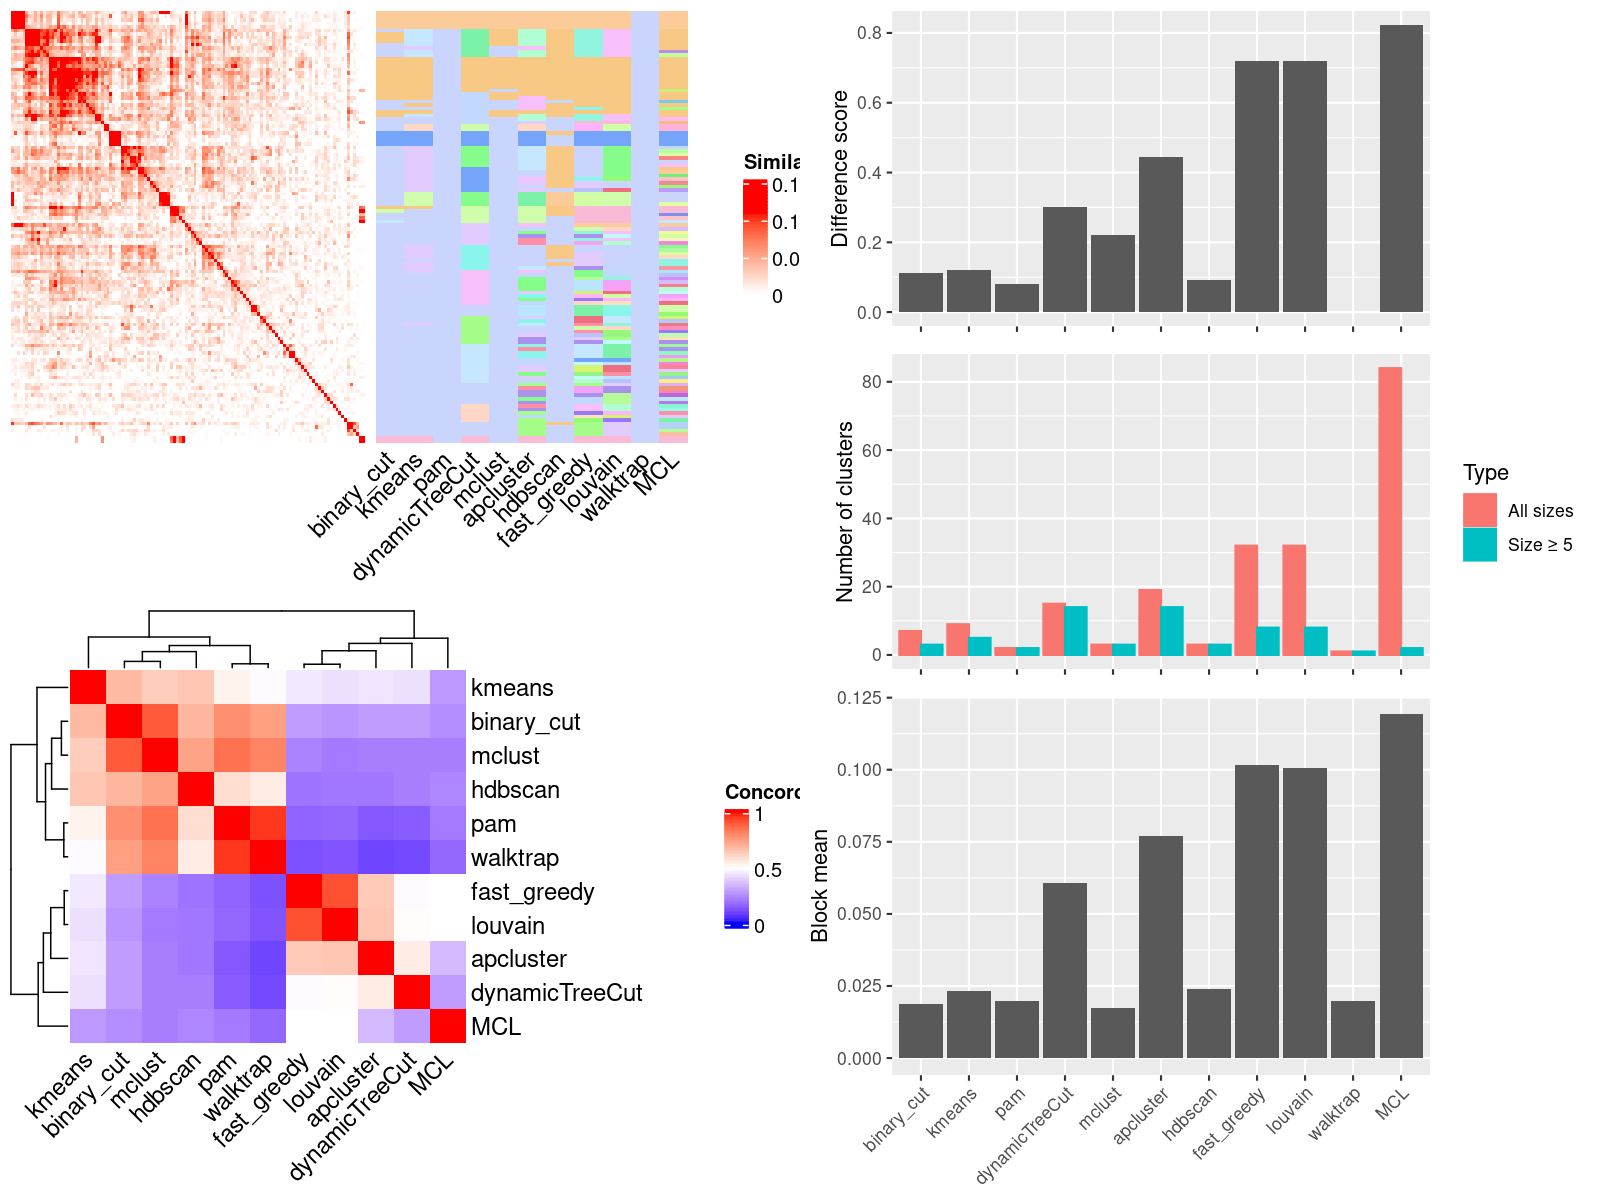 Simila
0.1
0.1
0.0
0
binary_cut
kmeans
pam
dynamicTreeCut
mclust
apcluster
hdbscan
fast_greedy
louvain
walktrap
MCL
kmeans
binary_cut
mclust
hdbscan
pam
walktrap
fast_greedy
louvain
apcluster
dynamicTreeCut
MCL
kmeans
binary_cut
mclust
hdbscan
pam
walktrap
fast_greedy
louvain
apcluster
dynamicTreeCut
MCL
Concord
1
0.5
0
Difference score
0.8
0.6
0.4
0.2
0.0
Number of clusters
80
60
40
20
0
Type
All sizes
Size ≥ 5
Block mean
0.125
0.100
0.075
0.050
0.025
0.000
binary_cut
kmeans
pam
dynamicTreeCut
mclust
apcluster
hdbscan
fast_greedy
louvain
walktrap
MCL